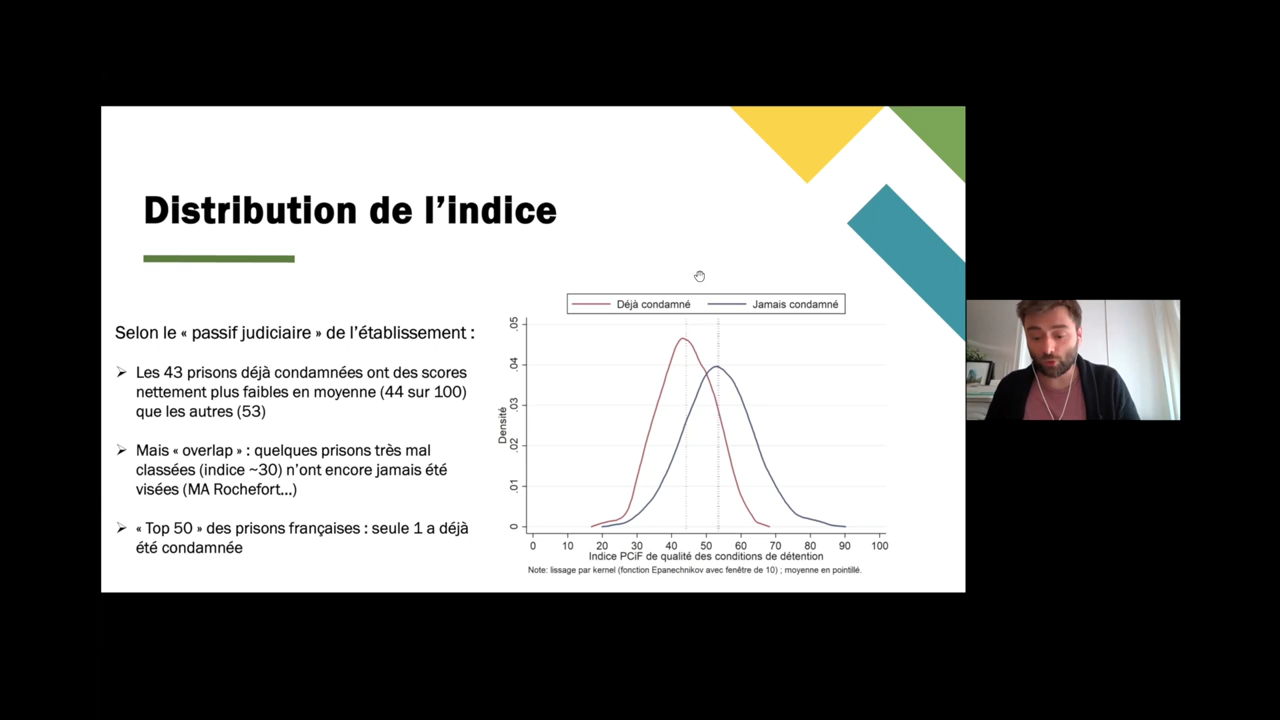 Distribution de l’indice
Selon le « passif judiciaire » de l’établissement :
➢ Les 43 prisons déjà condamnées ont des scores
nettement plus faibles en moyenne (44 sur 100)
que les autres (53)
➢ Mais « overlap » : quelques prisons très mal
classées (indice ~30) n’ont encore jamais été
visées (MA Rochefort...)
➢ « Top 50 » des prisons françaises : seule 1 a déjà
été condamnée
Déjà condamné Jamais condamné
Densité
.05
.04
.03
.02
.01
0
0 10 20 30 40 50 60 70 80 90 100
Indice PCiF de qualité des conditions de détention
Note: lissage par kernel (fonction Epanechnikov avec fenêtre de 10) ; moyenne en pointillé.